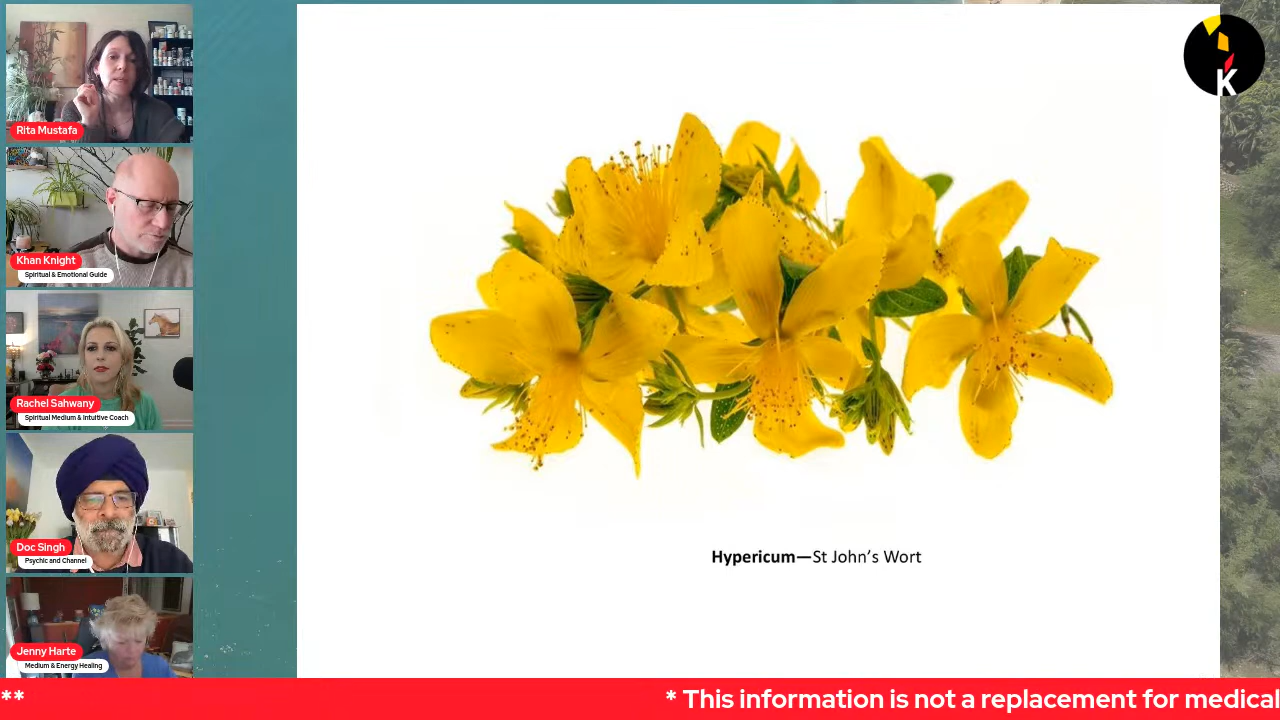 Rita Mustafa
Khan Knight
Spiritual & Emotional Guide
Rachel Sahwany
Spiritual Medium & Intuitive Coach
Doc Singh
Psychic and Channel
Jenny Harte
Medium & Energy Healing
K
Hypericum—St John’s Wort
** * This information is not a replacement for medical